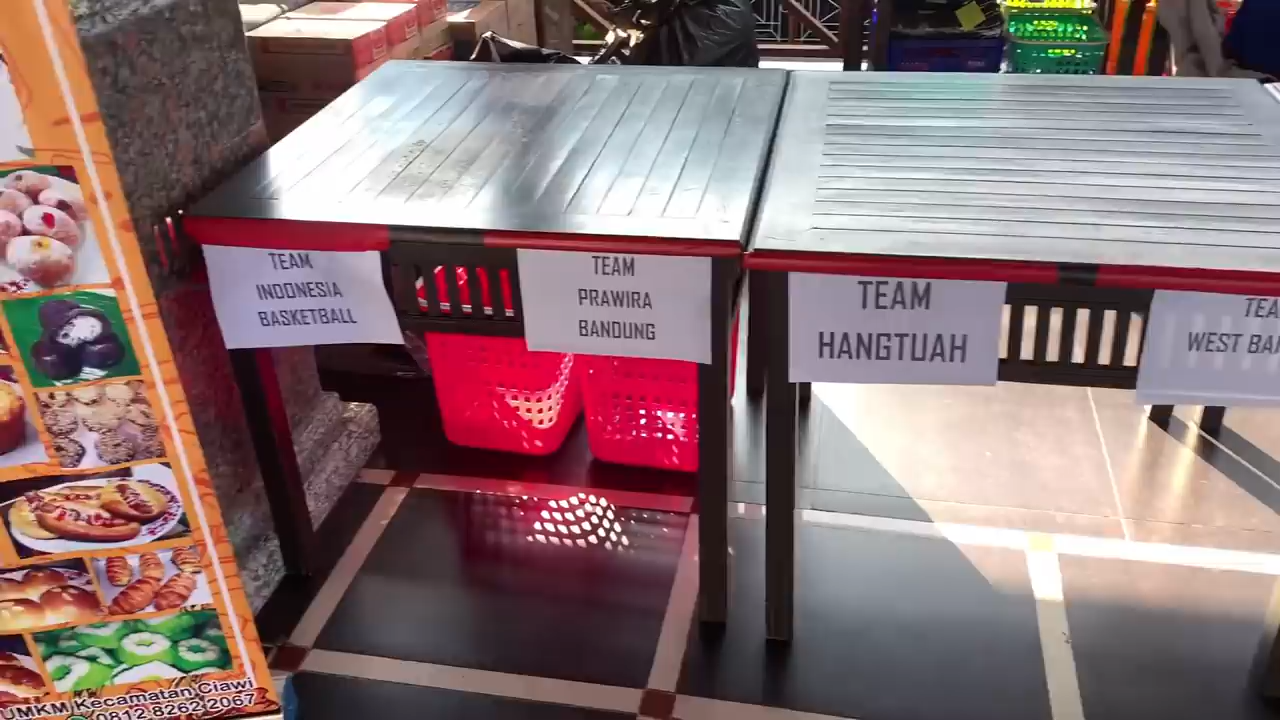 TEAM
INDONESIA
BASKETBALL
TEAM
PRAWIRA
BANDUNG
TEAM
HANGTUAH
WEST
UMKM Kecamatan Ciawi
0812 8262 2067